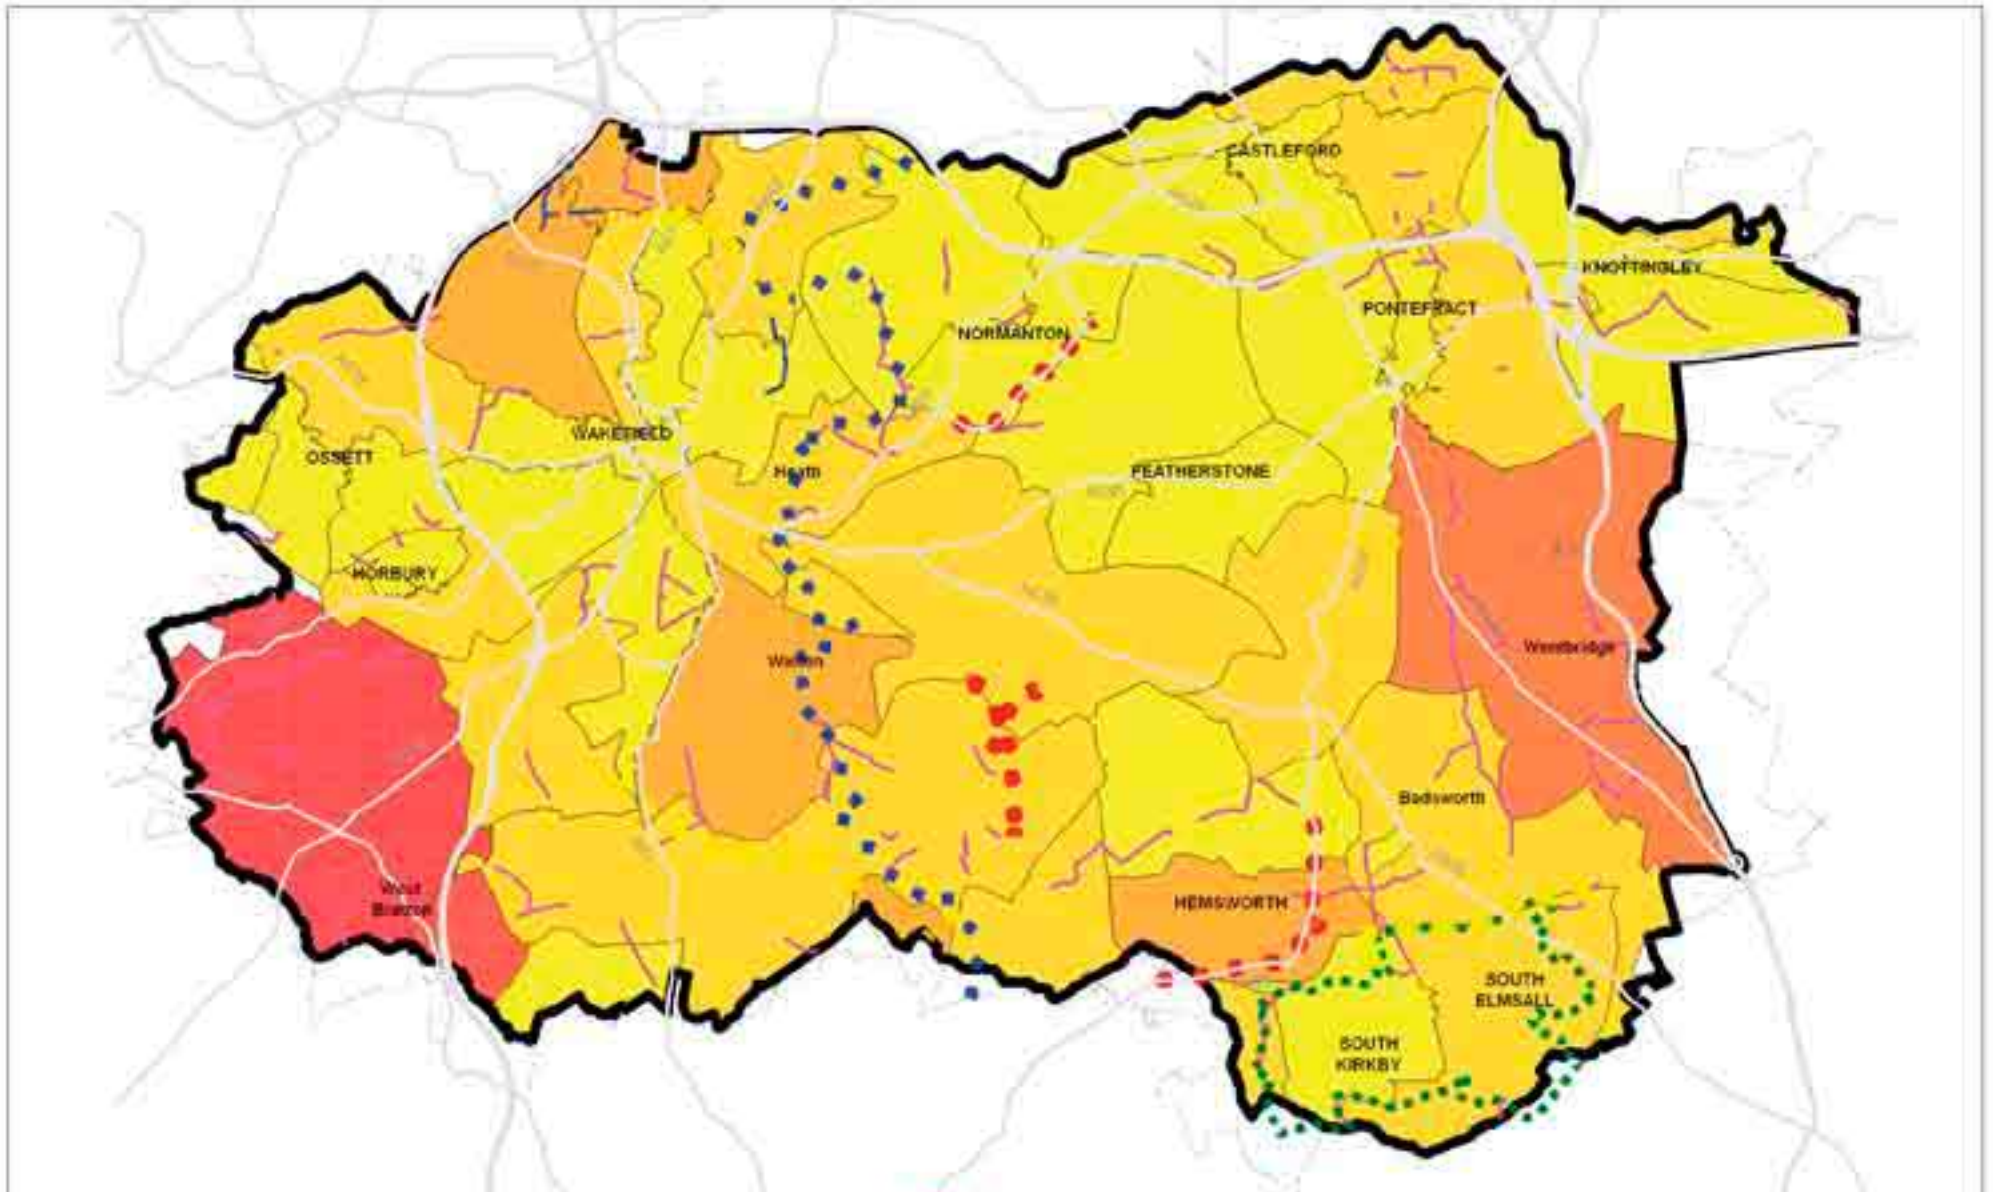 CASTLEFORD
KNOTTINGLEY
PONTEFRACT
NORMANTON
WAKEFIELD
OSSETT
Heath
FEATHERSTONE
HORBURY
Walton
Wentbridge
Badsworth
West
Bretton
HEMSWORTH
SOUTH
ELMSALL
SOUTH
KIRKBY